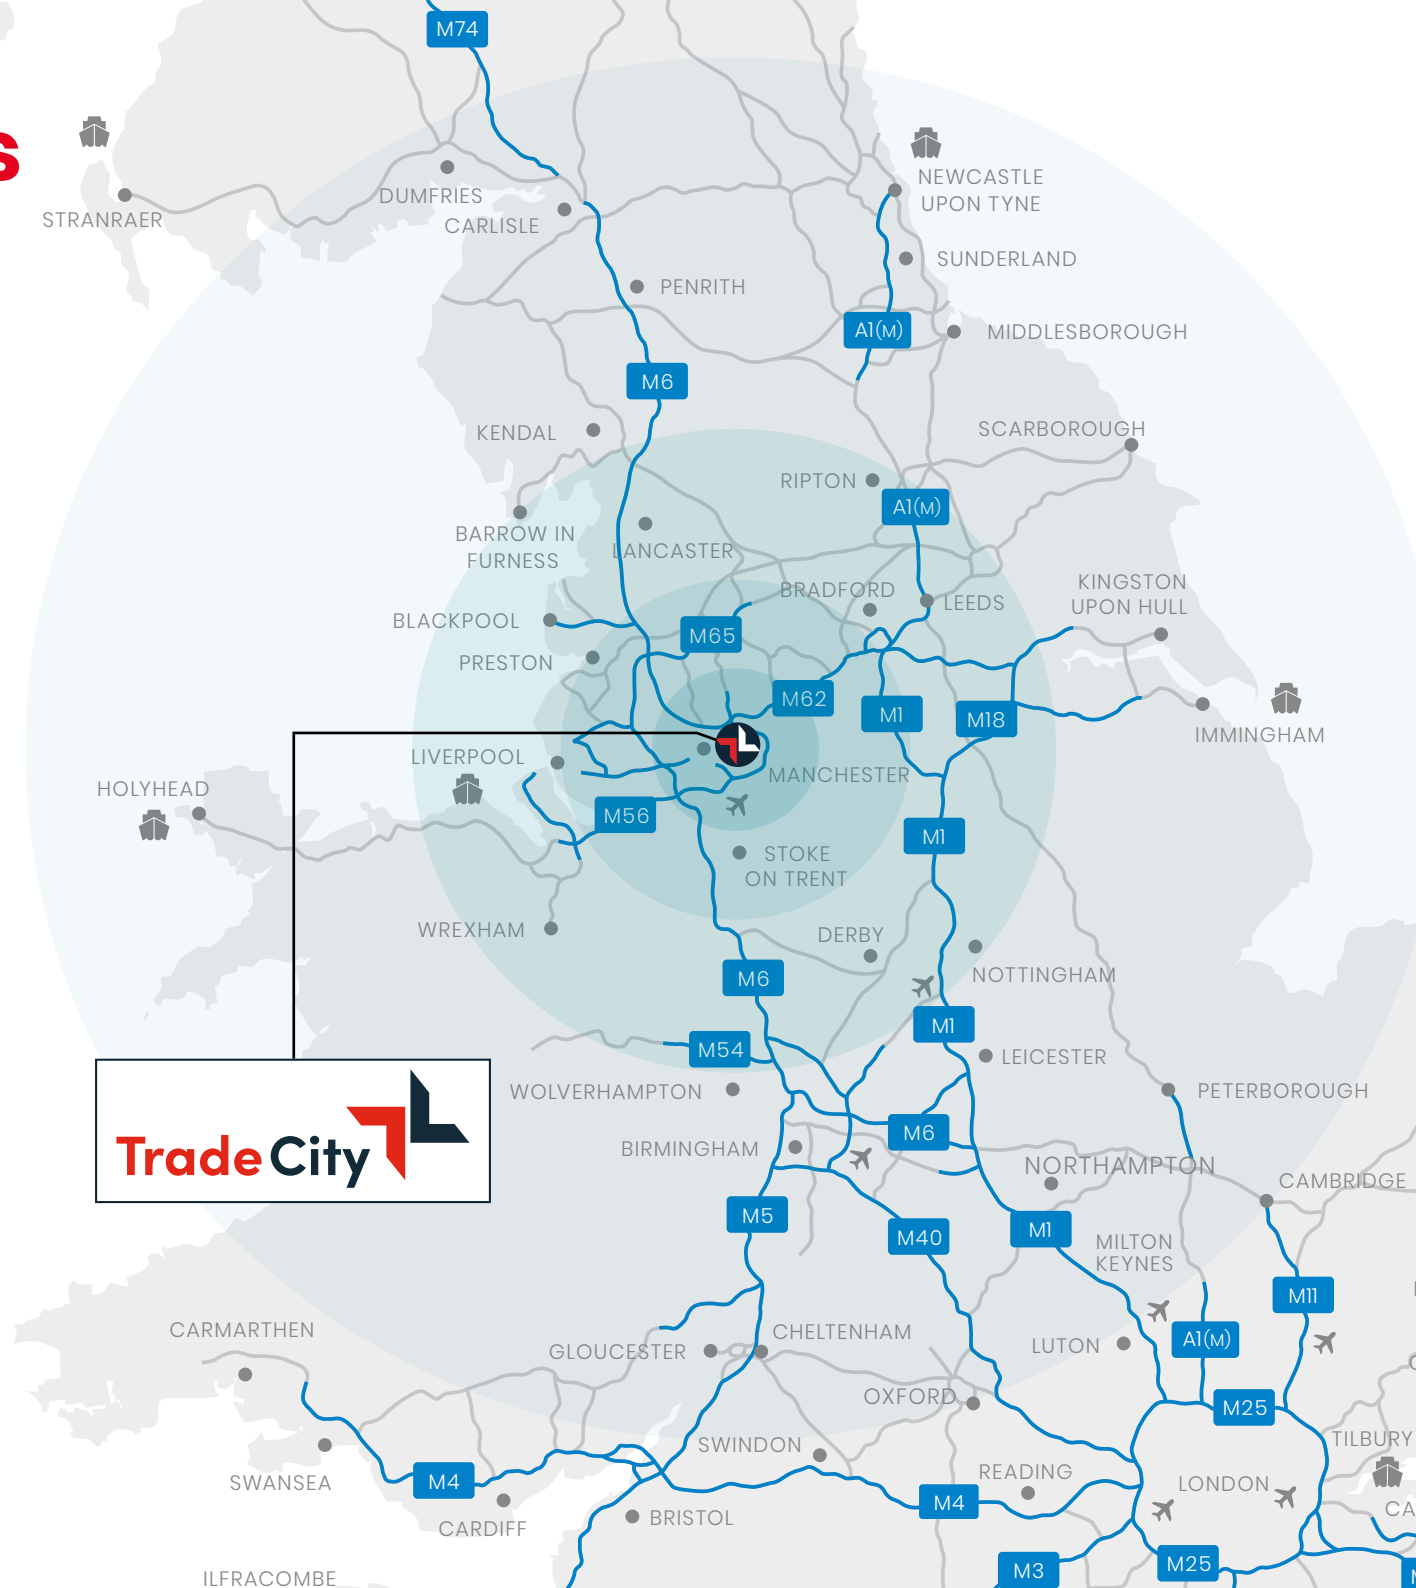 M74
s
NEWCASTLE
UPON TYNE
DUMFRIES
STRANRAER
CARLISLE
SUNDERLAND
PENRITH
A1(M)
MIDDLESBOROUGH
M6
KENDAL
SCARBOROUGH
RIPTON
A1(M)
BARROW IN
FURNESS
LANCASTER
BRADFORD
KINGSTON
UPON HULL
LEEDS
BLACKPOOL
M65
PRESTON
M62
M1
M18
IMMINGHAM
LIVERPOOL
MANCHESTER
HOLYHEAD
M56
M1
STOKE
ON TRENT
WREXHAM
DERBY
NOTTINGHAM
M6
M1
M54
LEICESTER
WOLVERHAMPTON
PETERBOROUGH
M6
BIRMINGHAM
TradeCity
NORTHAMPTON
CAMBRIDGE
M5
M40
M1
MILTON
KEYNES
M11
CARMARTHEN
CHELTENHAM
GLOUCESTER
LUTON
A1(M)
OXFORD
M25
SWINDON
TILBURY
READING
SWANSEA
M4
LONDON
M4
CA
BRISTOL
CARDIFF
M3
M25
ILFRACOMBE